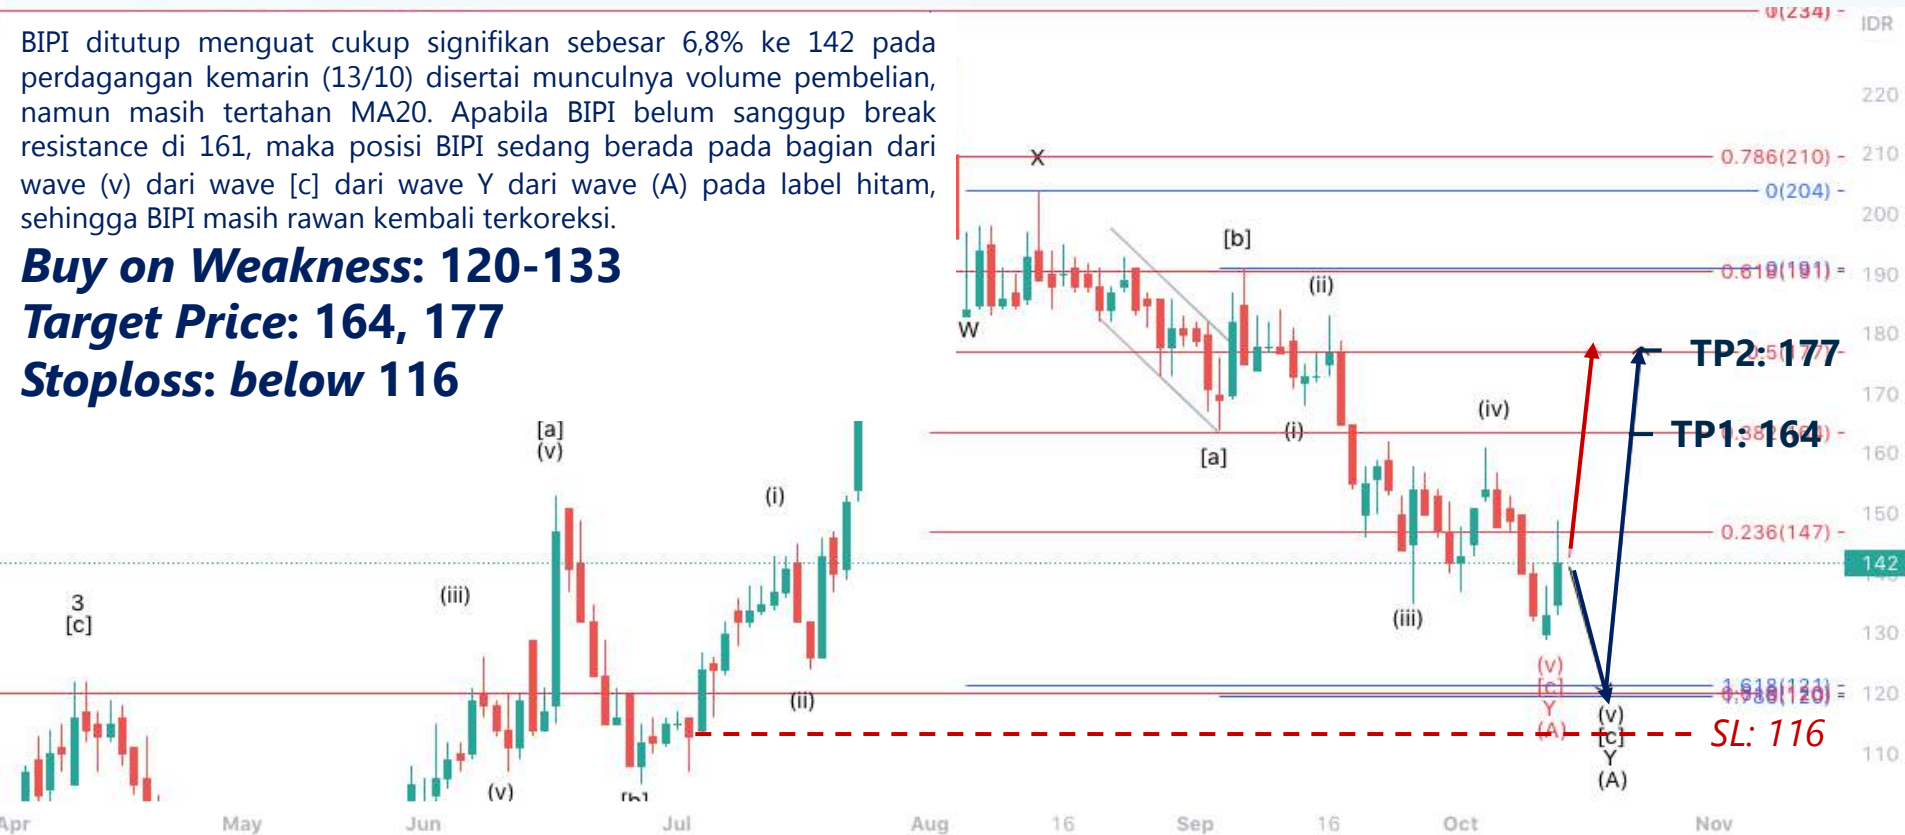 0(234)
IDR
BIPI ditutup menguat cukup signifikan sebesar 6,8% ke 142 pada
perdagangan kemarin (13/10) disertai munculnya volume pembelian,
namun masih tertahan MA20. Apabila BIPI belum sanggup break
resistance di 161, maka posisi BIPI sedang berada pada bagian dari
wave (v) dari wave [c] dari wave Y dari wave (A) pada label hitam,
sehingga BIPI masih rawan kembali terkoreksi.
Buy on Weakness: 120-133
Target Price: 164, 177
Stoploss: below 116
220
X
0.786(210)
210
0(204)
200
[b]
190
(ii)
W
180
TP2: 177
170
(iv)
TP1: 164
(i)
160
[a]
[a]
(v)
(i)
150
0.236(147)
142
(iii)
3
[c]
(iii)
130
(v)
[c]
Y
(A)
1.618(121)
120
(ii)
(v)
[c]
Y
(A)
SL: 116
110
(v)
[b]
Apr
May
Jun
Jul
Aug
16
Sep
16
Oct
Nov